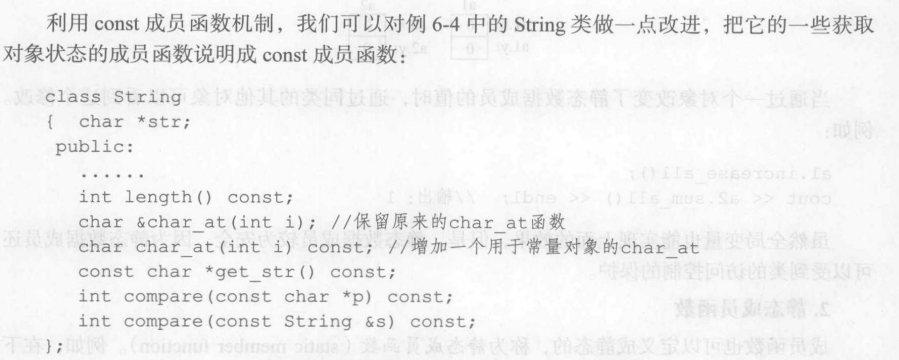 利用 const 成员函数机制，我们可以对例 6-4 中的 String 类做一点改进，把它的一些获取
对象状态的成员函数说明成 const 成员函数：
class String
{ char *str;
public:
......
int length() const;
char &char_at(int i); //保留原来的char_at函数
char char_at(int i) const; //增加一个用于常量对象的char_at
const char *get_str() const;
int compare(const char *p) const;
int compare(const String &s) const;
};